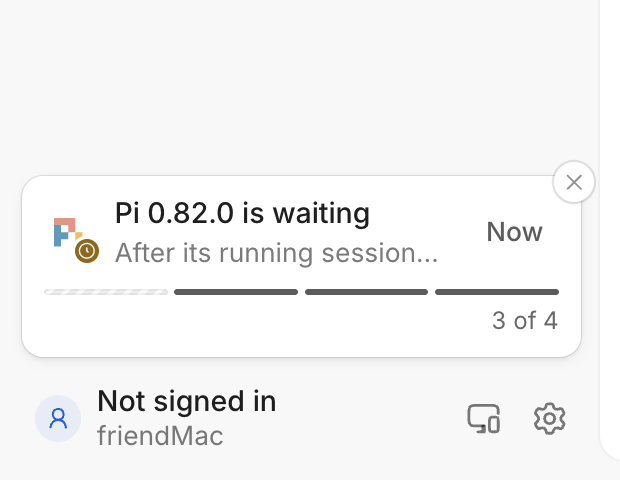 Pi 0.82.0 is waiting
After its running session...
Now
3 of 4
Not signed in
friendMac